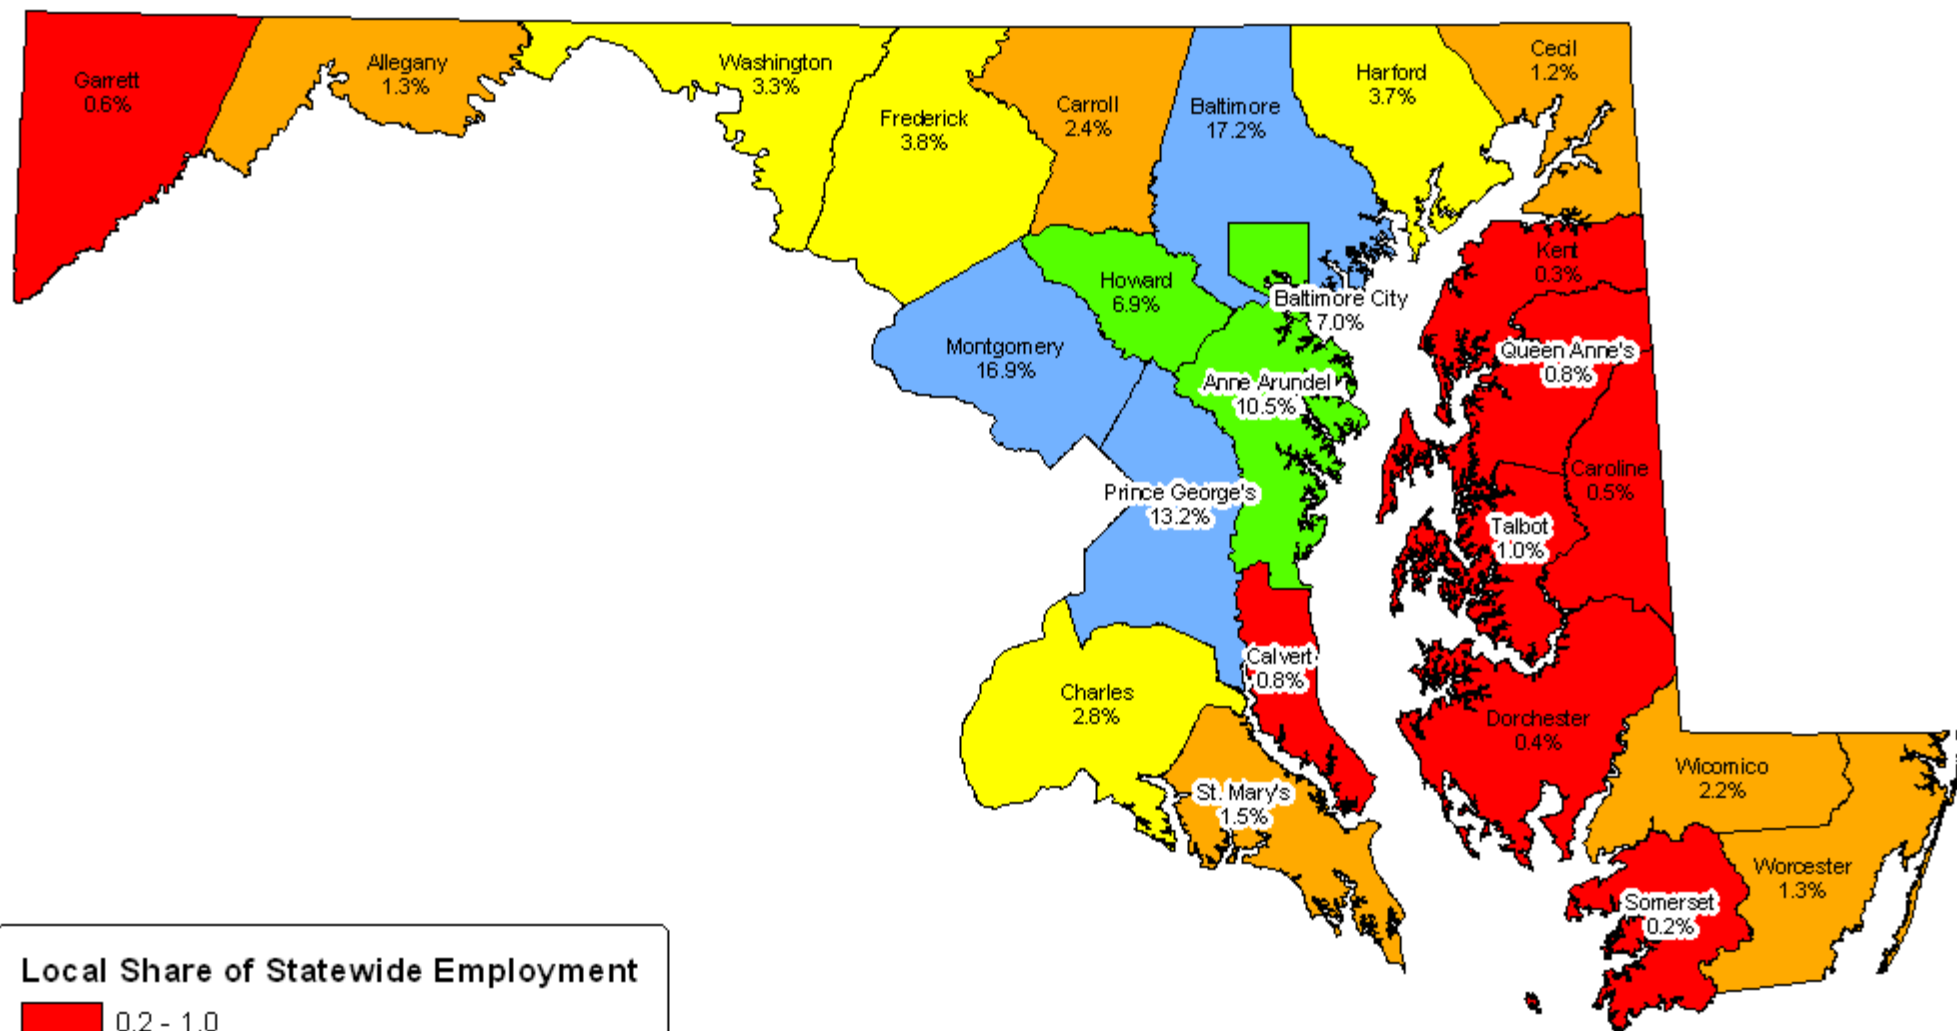 Garrett
0.6%
Allegany
1.3%
Washington
3.3%
Frederick
3.8%
Carroll
2.4%
Baltimore
17.2%
Harford
3.7%
Cecil
1.2%
Howard
6.9%
Baltimore City
7.0%
Kent
0.3%
Montgomery
16.9%
Anne Arundel
10.5%
Queen Anne's
0.8%
Prince George's
13.2%
Caroline
0.5%
Talbot
1.0%
Calvert
0.8%
Charles
2.8%
Dorchester
0.4%
St. Mary's
1.5%
Wicomico
2.2%
Worcester
1.3%
Somerset
0.2%
Local Share of Statewide Employment
0.2 - 1.0